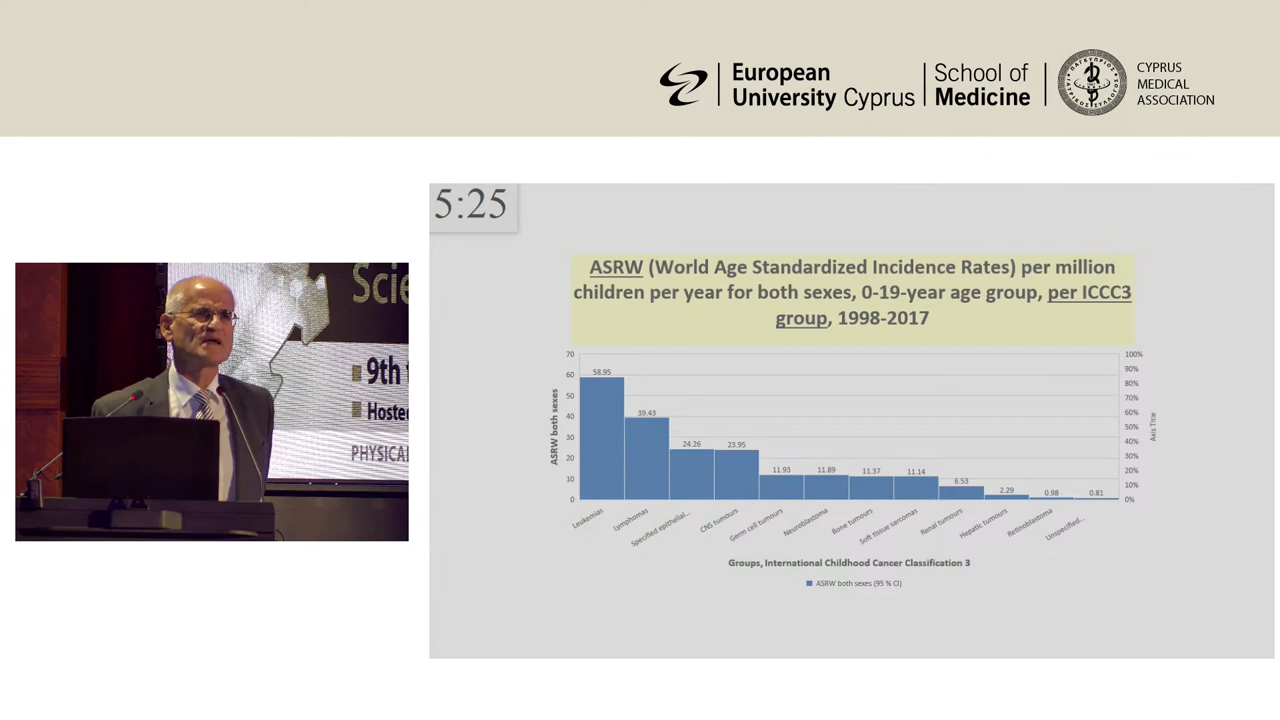 European
University Cyprus
School of
Medicine
ΠΑΓΚΥΠΡΙΟΣ
ΙΑΤΡΙΚΟΣ ΣΥΛΛΟΓΟΣ
CYPRUS
MEDICAL
ASSOCIATION
5:25
ASRW (World Age Standardized Incidence Rates) per million
children per year for both sexes, 0-19-year age group, per ICCC3
group, 1998-2017
70
60
50
40
30
20
10
0
ASRW both sexes
58.95
39.43
24.26
23.95
11.93
11.89
11.37
11.14
6.53
2.29
0.98
0.81
100%
90%
80%
70%
60%
50%
40%
30%
20%
10%
0%
Axis Title
Leukemias
Lymphomas
Specified epithelial...
CNS tumours
Germ cell tumours
Neuroblastoma
Bone tumours
Soft tissue sarcomas
Renal tumours
Hepatic tumours
Retinoblastoma
Unspecified...
Groups, International Childhood Cancer Classification 3
ASRW both sexes (95 % CI)
Scie
9th
Hosted
PHYSICAL